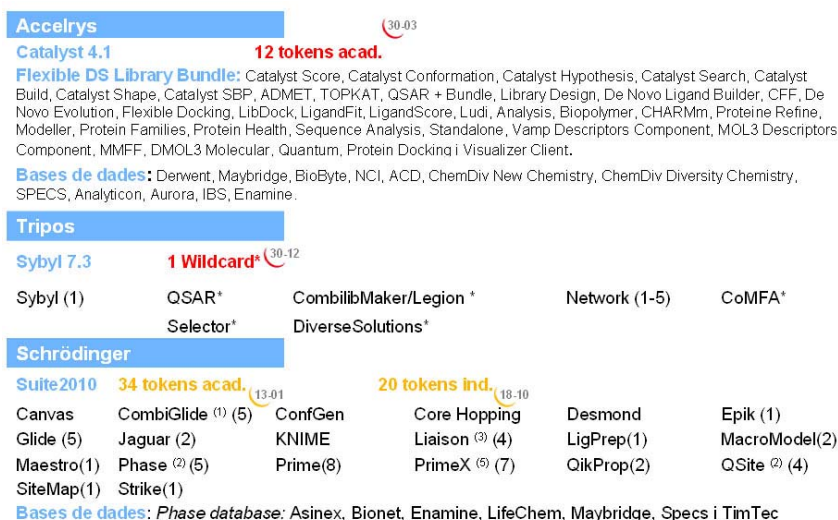 Accelrys 30-03
Catalyst 4.1 12 tokens acad.
Flexible DS Library Bundle: Catalyst Score, Catalyst Conformation, Catalyst Hypothesis, Catalyst Search, Catalyst
Build, Catalyst Shape, Catalyst SBP, ADMET, TOPKAT, QSAR + Bundle, Library Design, De Novo Ligand Builder, CFF, De
Novo Evolution, Flexible Docking, LibDock, LigandFit, LigandScore, Ludi, Analysis, Biopolymer, CHARMm, Proteine Refine,
Modeller, Protein Families, Protein Health, Sequence Analysis, Standalone, Vamp Descriptors Component, MOL3 Descriptors
Component, MMFF, DMOL3 Molecular, Quantum, Protein Docking i Visualizer Client.
Bases de dades: Derwent, Maybridge, BioByte, NCI, ACD, ChemDiv New Chemistry, ChemDiv Diversity Chemistry,
SPECS, Analyticon, Aurora, IBS, Enamine.
Tripos
Sybyl 7.3 1 Wildcard* 30-12
Sybyl (1) QSAR* CombilibMaker/Legion * Network (1-5) CoMFA*
Selector* DiverseSolutions*
Schrödinger
Suite2010 34 tokens acad. 13-01 20 tokens ind. 18-10
Canvas CombiGlide (1) (5) ConfGen Core Hopping Desmond Epik (1)
Glide (5) Jaguar (2) KNIME Liaison (3) (4) LigPrep(1) MacroModel(2)
Maestro(1) Phase (2) (5) Prime(8) PrimeX (5) (7) QikProp(2) QSite (2) (4)
SiteMap(1) Strike(1)
Bases de dades: Phase database: Asinex, Bionet, Enamine, LifeChem, Maybridge, Specs i TimTec